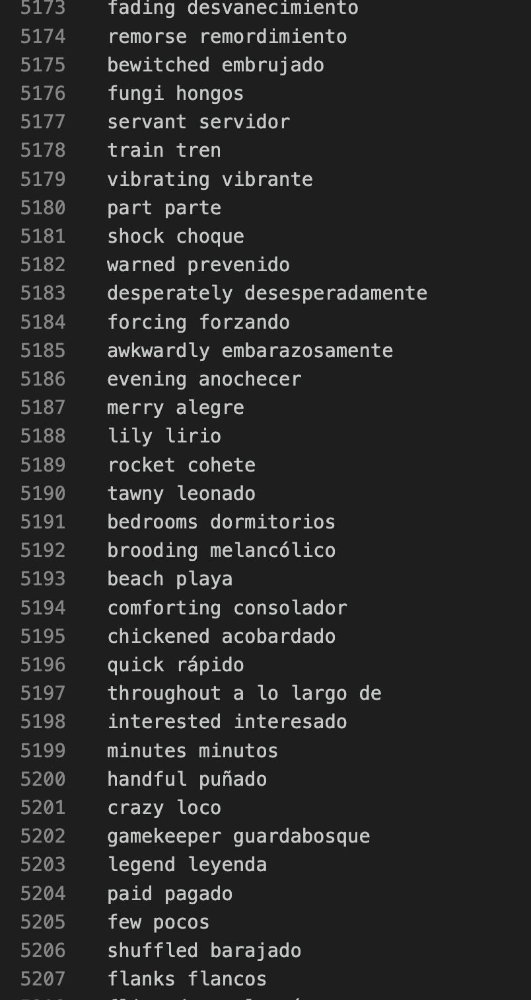 5173 fading desvanecimiento
5174 remorse remordimiento
5175 bewitched embrujado
5176 fungi hongos
5177 servant servidor
5178 train tren
5179 vibrating vibrante
5180 part parte
5181 shock choque
5182 warned prevenido
5183 desperately desesperadamente
5184 forcing forzando
5185 awkwardly embarazosamente
5186 evening anochecer
5187 merry alegre
5188 lily lirio
5189 rocket cohete
5190 tawny leonado
5191 bedrooms dormitorios
5192 brooding melancólico
5193 beach playa
5194 comforting consolador
5195 chickened acobardado
5196 quick rápido
5197 throughout a lo largo de
5198 interested interesado
5199 minutes minutos
5200 handful puñado
5201 crazy loco
5202 gamekeeper guardabosque
5203 legend leyenda
5204 paid pagado
5205 few pocos
5206 shuffled barajado
5207 flanks flancos